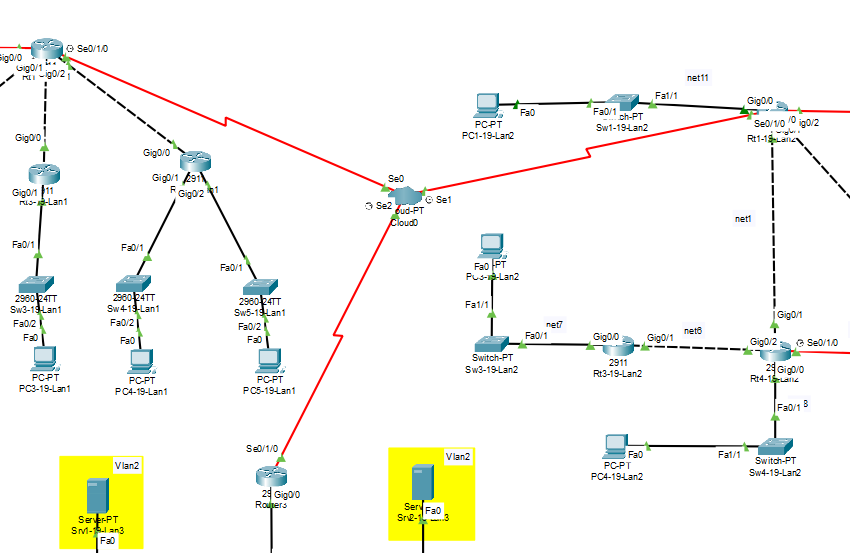 Se0/1/0
Gig0/1
Gig0/2
Gig0/0
Gig0/1
Fa0/1
2960-24TT
Sw3-19-Lan1
Fa0/2
Fa0
PC-PT
PC3-19-Lan1
Gig0/0
Gig0/1
Gig0/2
Fa0/1
2960-24TT
Sw4-19-Lan1
Fa0/2
Fa0
PC-PT
PC4-19-Lan1
Fa0/1
2960-24TT
Sw5-19-Lan1
Fa0/2
Fa0
PC-PT
PC5-19-Lan1
Se0
Se2
Se1
Cloud0
PC-PT
PC1-19-Lan2
Fa0
Fa0/1
Sw1-19-Lan2
Fa1/1
net11
Gig0/0
Se0/1/0
net1
Fa0
PC3-19-Lan2
Fa1/1
Switch-PT
Sw3-19-Lan2
Fa0/1
net7
Gig0/0
2911
Rt3-19-Lan2
Gig0/1
net6
Gig0/1
Gig0/2
Se0/1/0
Gig0/0
Fa0/1
Switch-PT
Sw4-19-Lan2
Fa1/1
Fa0
PC-PT
PC4-19-Lan2
Se0/1/0
Gig0/0
Router3
Vlan2
Server-PT
Srv1-19-Lan3
Fa0
Vlan2
Fa0